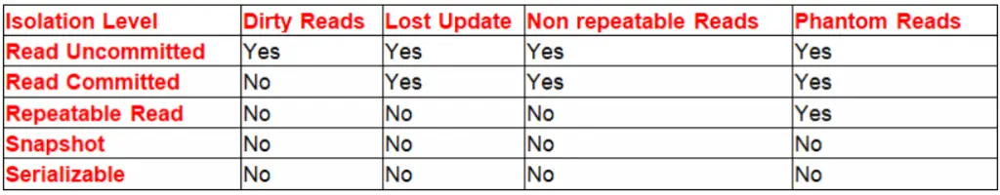 Isolation Level Dirty Reads Lost Update Non repeatable Reads Phantom Reads
Read Uncommitted Yes Yes Yes Yes
Read Committed No Yes Yes Yes
Repeatable Read No No No Yes
Snapshot No No No No
Serializable No No No No